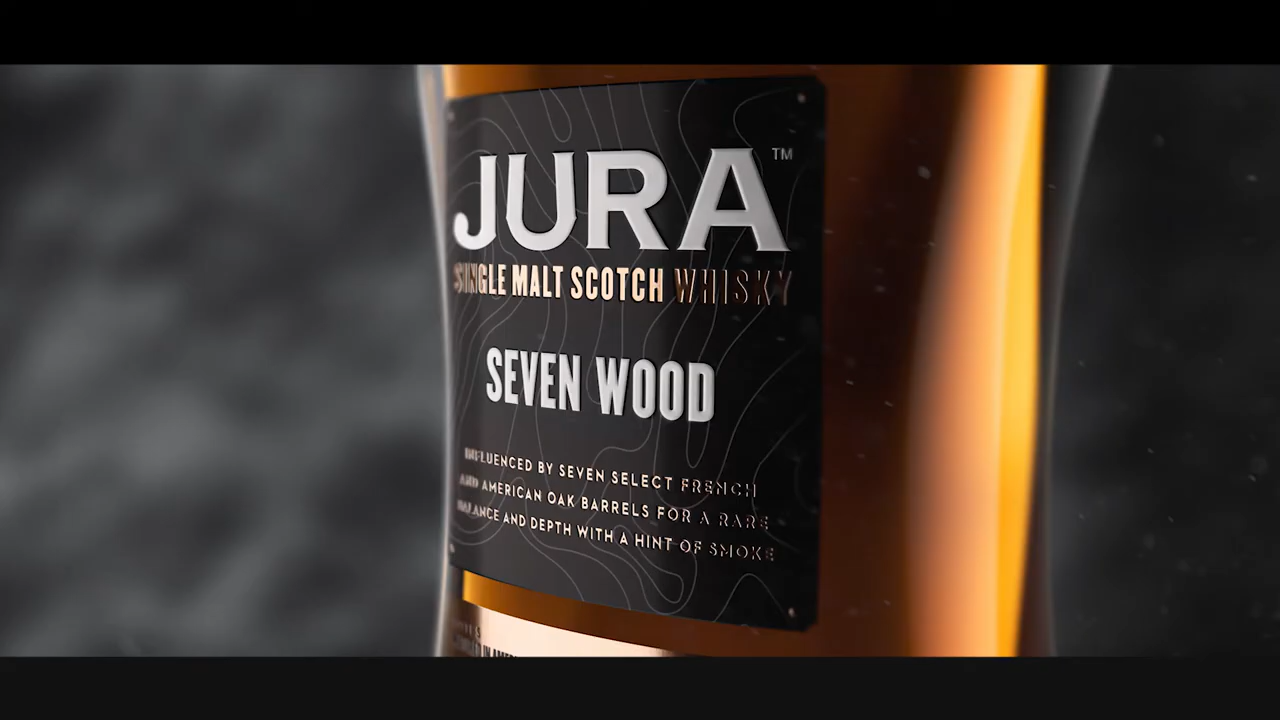 JURA™
SINGLE MALT SCOTCH WHISKY
SEVEN WOOD
INFLUENCED BY SEVEN SELECT FRENCH
AND AMERICAN OAK BARRELS FOR A RARE
BALANCE AND DEPTH WITH A HINT OF SMOKE